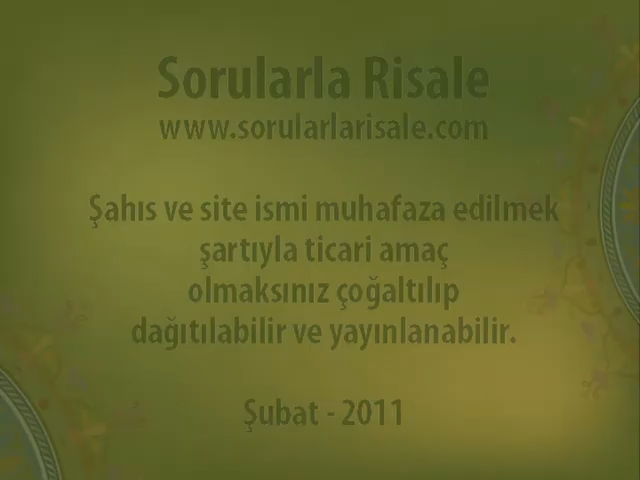 Sorularla Risale
www.sorularlarisale.com
Şahıs ve site ismi muhafaza edilmek
şartıyla ticari amaç
olmaksınız çoğaltılıp
dağıtılabilir ve yayınlanabilir.
Şubat - 2011